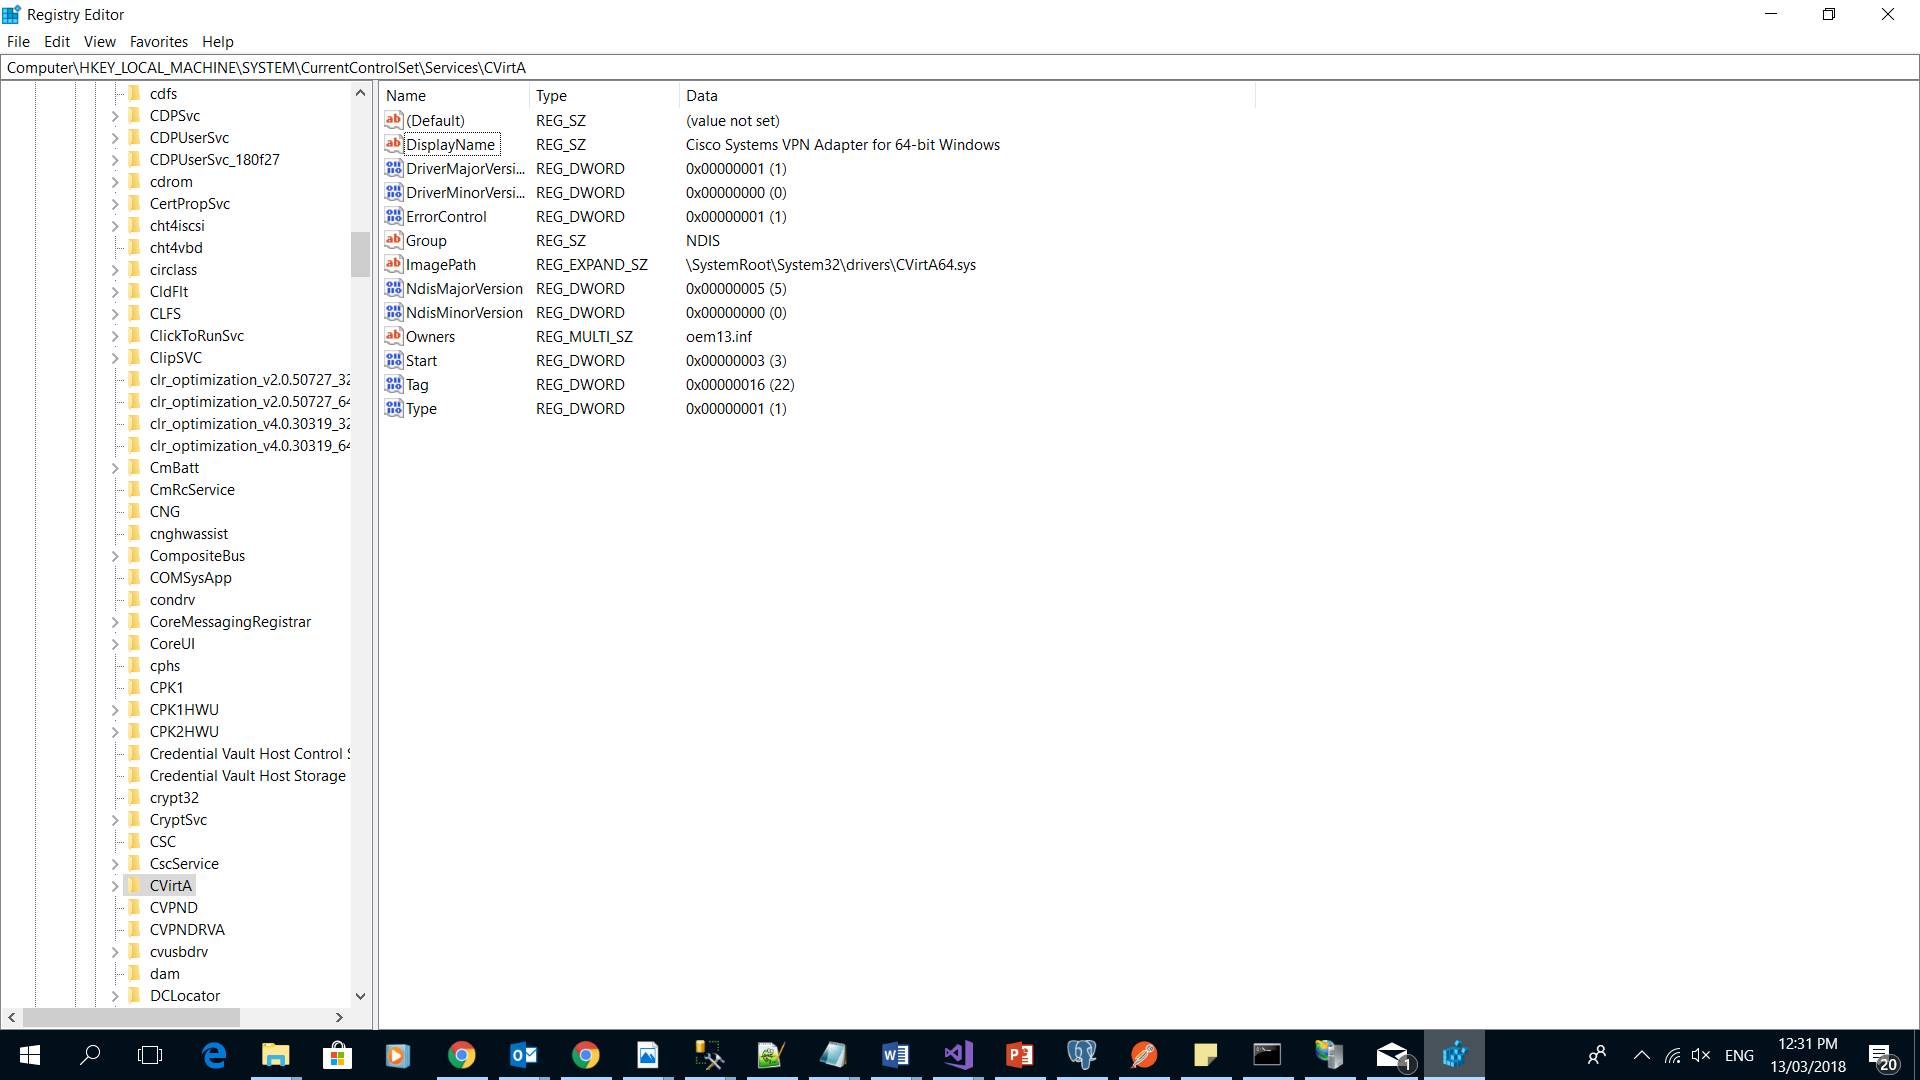 Registry Editor
File Edit View Favorites Help
Computer\HKEY_LOCAL_MACHINE\SYSTEM\CurrentControlSet\Services\CVirtA
cdfs
CDPSvc
CDPUserSvc
CDPUserSvc_180f27
cdrom
CertPropSvc
cht4iscsi
cht4vbd
circlass
CldFlt
CLFS
ClickToRunSvc
ClipSVC
clr_optimization_v2.0.50727_32
clr_optimization_v2.0.50727_64
clr_optimization_v4.0.30319_32
clr_optimization_v4.0.30319_64
CmBatt
CmRcService
CNG
cnghwassist
CompositeBus
COMSysApp
condrv
CoreMessagingRegistrar
CoreUI
cphs
CPK1
CPK1HWU
CPK2HWU
Credential Vault Host Control S
Credential Vault Host Storage
crypt32
CryptSvc
CSC
CscService
CVirtA
CVPND
CVPNDRVA
cvusbdrv
dam
DCLocator
Name Type Data
(Default) REG_SZ (value not set)
DisplayName REG_SZ Cisco Systems VPN Adapter for 64-bit Windows
DriverMajorVersi... REG_DWORD 0x00000001 (1)
DriverMinorVersi... REG_DWORD 0x00000000 (0)
ErrorControl REG_DWORD 0x00000001 (1)
Group REG_SZ NDIS
ImagePath REG_EXPAND_SZ \SystemRoot\System32\drivers\CVirtA64.sys
NdisMajorVersion REG_DWORD 0x00000005 (5)
NdisMinorVersion REG_DWORD 0x00000000 (0)
Owners REG_MULTI_SZ oem13.inf
Start REG_DWORD 0x00000003 (3)
Tag REG_DWORD 0x00000016 (22)
Type REG_DWORD 0x00000001 (1)
1
ENG
12:31 PM
13/03/2018
20